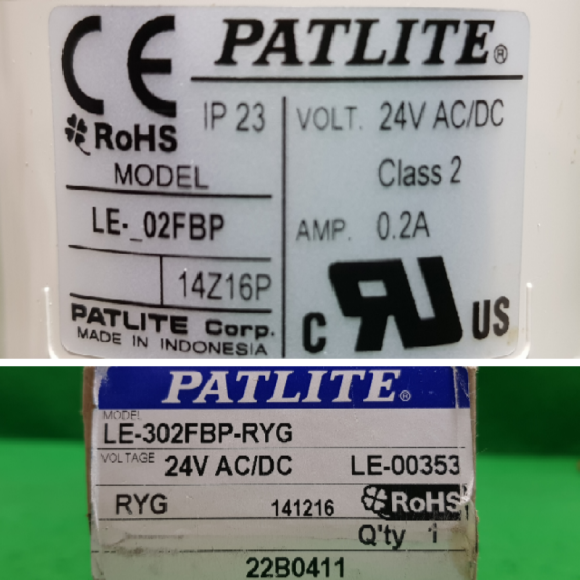 CE PATLITE®
RoHS
IP 23
VOLT. 24V AC/DC
MODEL
Class 2
LE-_02FBP
AMP. 0.2A
14Z16P
PATLITE Corp.
MADE IN INDONESIA
C RU US
PATLITE®
MODEL
LE-302FBP-RYG
VOLTAGE 24V AC/DC LE-00353
RYG 141216 RoHS
Q'ty 1
22B0411